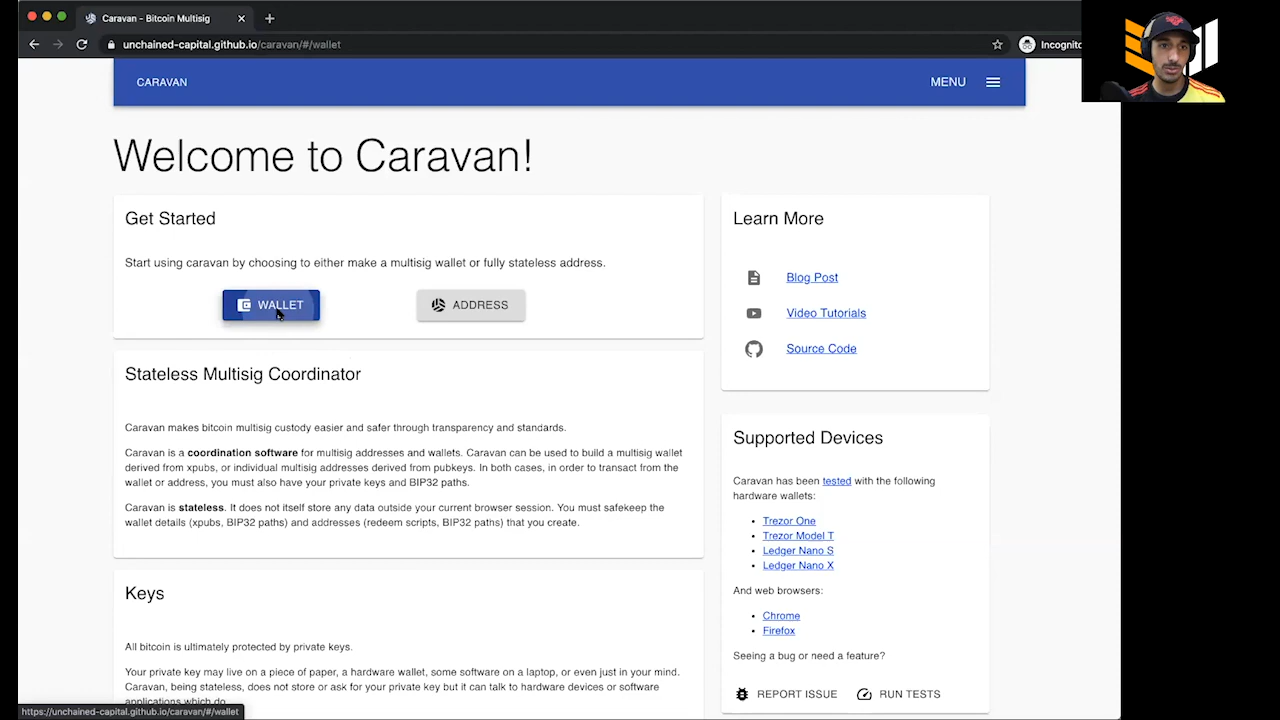 Caravan - Bitcoin Multisig
unchained-capital.github.io/caravan/#/wallet
Incognito
CARAVAN
MENU
Welcome to Caravan!
Get Started
Start using caravan by choosing to either make a multisig wallet or fully stateless address.
WALLET
ADDRESS
Stateless Multisig Coordinator
Caravan makes bitcoin multisig custody easier and safer through transparency and standards.
Caravan is a coordination software for multisig addresses and wallets. Caravan can be used to build a multisig wallet
derived from xpubs, or individual multisig addresses derived from pubkeys. In both cases, in order to transact from the
wallet or address, you must also have your private keys and BIP32 paths.
Caravan is stateless. It does not itself store any data outside your current browser session. You must safekeep the
wallet details (xpubs, BIP32 paths) and addresses (redeem scripts, BIP32 paths) that you create.
Keys
All bitcoin is ultimately protected by private keys.
Your private key may live on a piece of paper, a hardware wallet, some software on a laptop, or even just in your mind.
Caravan, being stateless, does not store or ask for your private key but it can talk to hardware devices or software
applications which do.
Learn More
Blog Post
Video Tutorials
Source Code
Supported Devices
Caravan has been tested with the following
hardware wallets:
Trezor One
Trezor Model T
Ledger Nano S
Ledger Nano X
And web browsers:
Chrome
Firefox
Seeing a bug or need a feature?
REPORT ISSUE
RUN TESTS
https://unchained-capital.github.io/caravan/#/wallet